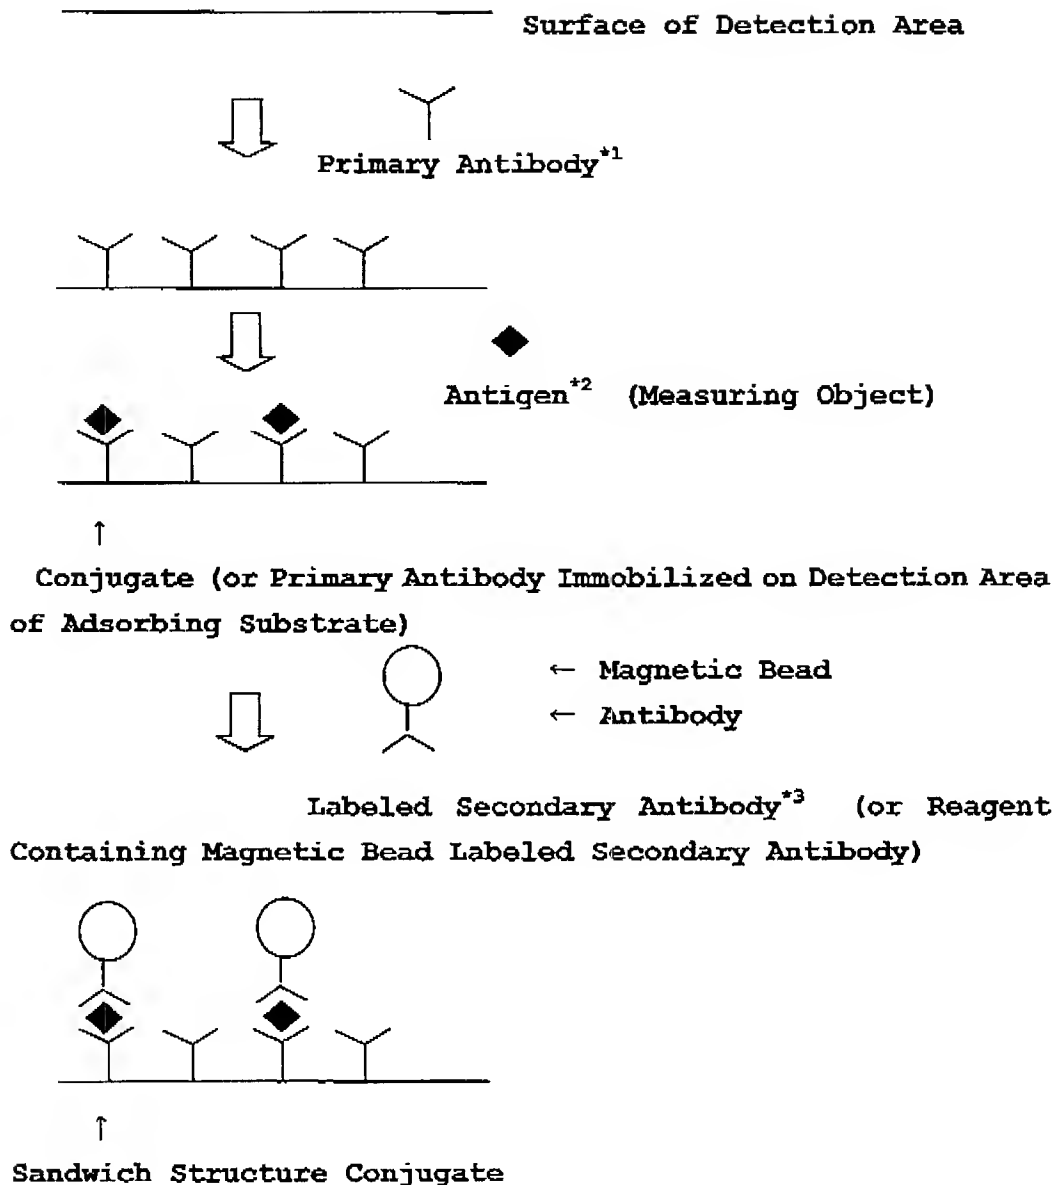 Surface of Detection Area
Primary Antibody*1
Antigen*2 (Measuring Object)
↑
Conjugate (or Primary Antibody Immobilized on Detection Area
of Adsorbing Substrate)
← Magnetic Bead
← Antibody
Labeled Secondary Antibody*3 (or Reagent
Containing Magnetic Bead Labeled Secondary Antibody)
↑
Sandwich Structure Conjugate